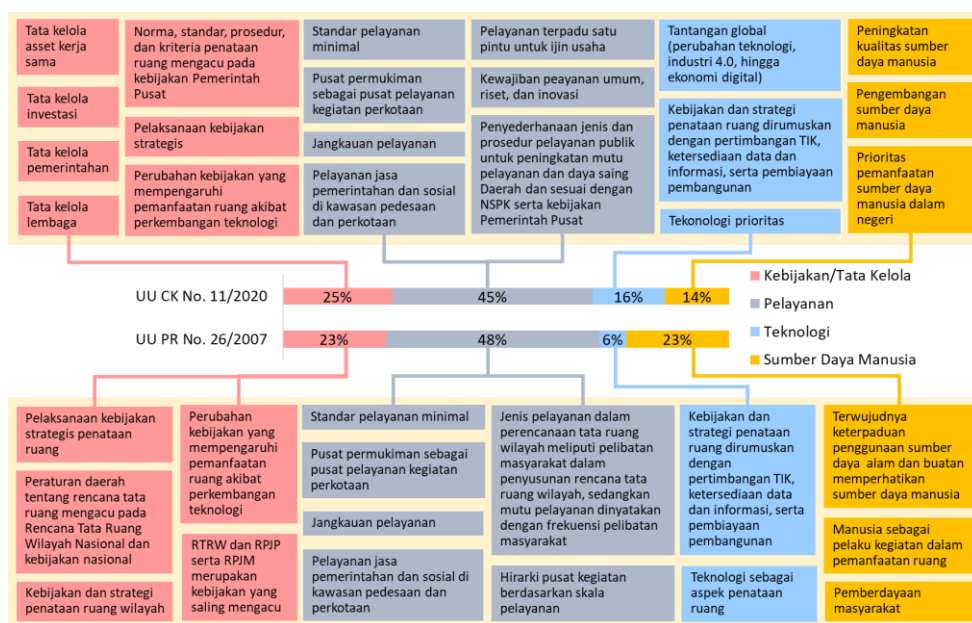 Tata kelola
asset kerja
sama
Tata kelola
investasi
Tata kelola
pemerintahan
Tata kelola
lembaga
Norma, standar, prosedur,
dan kriteria penataan
ruang mengacu pada
kebijakan Pemerintah
Pusat
Pelaksanaan kebijakan
strategis
Perubahan kebijakan yang
mempengaruhi
pemanfaatan ruang akibat
perkembangan teknologi
Standar pelayanan
minimal
Pusat permukiman
sebagai pusat pelayanan
kegiatan perkotaan
Jangkauan pelayanan
Pelayanan jasa
pemerintahan dan sosial
di kawasan pedesaan
dan perkotaan
Pelayanan terpadu satu
pintu untuk ijin usaha
Kewajiban peayanan umum,
riset, dan inovasi
Penyederhanaan jenis dan
prosedur pelayanan publik
untuk peningkatan mutu
pelayanan dan daya saing
Daerah dan sesuai dengan
NSPK serta kebijakan
Pemerintah Pusat
Tantangan global
(perubahan teknologi,
industri 4.0, hingga
ekonomi digital)
Kebijakan dan strategi
penataan ruang dirumuskan
dengan pertimbangan TIK,
ketersediaan data dan
informasi, serta pembiayaan
pembangunan
Tekonologi prioritas
Peningkatan
kualitas sumber
daya manusia
Pengembangan
sumber daya
manusia
Prioritas
pemanfaatan
sumber daya
manusia dalam
negeri
UU CK No. 11/2020
25%
45%
16%
14%
UU PR No. 26/2007
23%
48%
6%
23%
Kebijakan/Tata Kelola
Pelayanan
Teknologi
Sumber Daya Manusia
Pelaksanaan kebijakan
strategis penataan
ruang
Peraturan daerah
tentang rencana tata
ruang mengacu pada
Rencana Tata Ruang
Wilayah Nasional dan
kebijakan nasional
Kebijakan dan strategi
penataan ruang wilayah
Perubahan
kebijakan yang
mempengaruhi
pemanfaatan
ruang akibat
perkembangan
teknologi
RTRW dan RPJP
serta RPJM
merupakan
kebijakan yang
saling mengacu
Standar pelayanan minimal
Pusat permukiman sebagai
pusat pelayanan kegiatan
perkotaan
Jangkauan pelayanan
Pelayanan jasa
pemerintahan dan sosial di
kawasan pedesaan dan
perkotaan
Jenis pelayanan dalam
perencanaan tata ruang
wilayah meliputi pelibatan
masyarakat dalam
penyusunan rencana tata
ruang wilayah, sedangkan
mutu pelayanan dinyatakan
dengan frekuensi pelibatan
masyarakat
Hirarki pusat kegiatan
berdasarkan skala
pelayanan
Kebijakan dan
strategi penataan
ruang dirumuskan
dengan
pertimbangan TIK,
ketersediaan data
dan informasi, serta
pembiayaan
pembangunan
Teknologi sebagai
aspek penataan
ruang
Terwujudnya
keterpaduan
penggunaan sumber
daya alam dan buatan
memperhatikan
sumber daya manusia
Manusia sebagai
pelaku kegiatan dalam
pemanfaatan ruang
Pemberdayaan
masyarakat